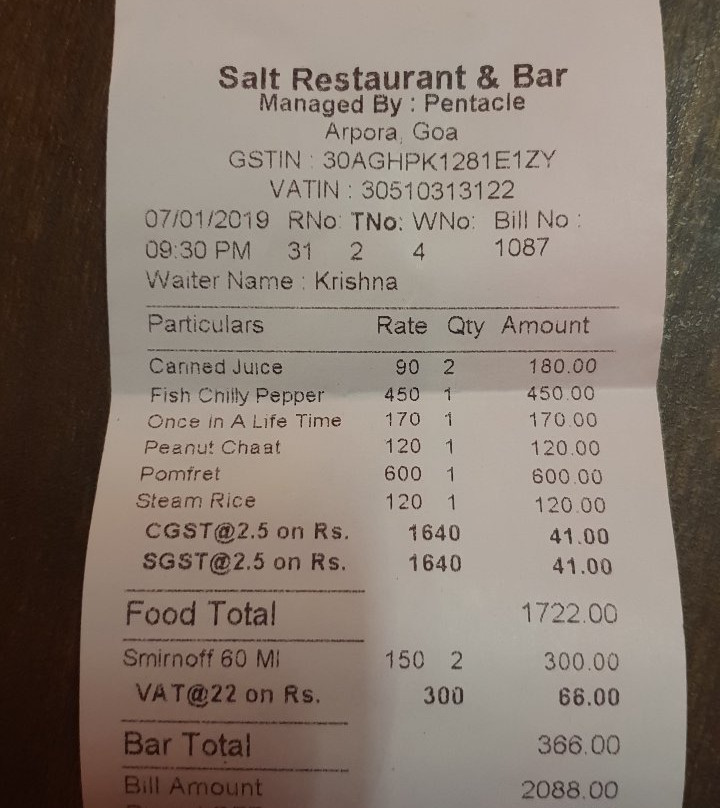 Salt Restaurant & Bar
Managed By : Pentacle
Arpora, Goa
GSTIN : 30AGHPK1281E1ZY
VATIN : 30510313122
07/01/2019 RNo: TNo: WNo: Bill No :
09:30 PM 31 2 4 1087
Waiter Name : Krishna
Particulars Rate Qty Amount
Canned Juice 90 2 180.00
Fish Chilly Pepper 450 1 450.00
Once In A Life Time 170 1 170.00
Peanut Chaat 120 1 120.00
Pomfret 600 1 600.00
Steam Rice 120 1 120.00
CGST@2.5 on Rs. 1640 41.00
SGST@2.5 on Rs. 1640 41.00
Food Total 1722.00
Smirnoff 60 Ml 150 2 300.00
VAT@22 on Rs. 300 66.00
Bar Total 366.00
Bill Amount 2088.00